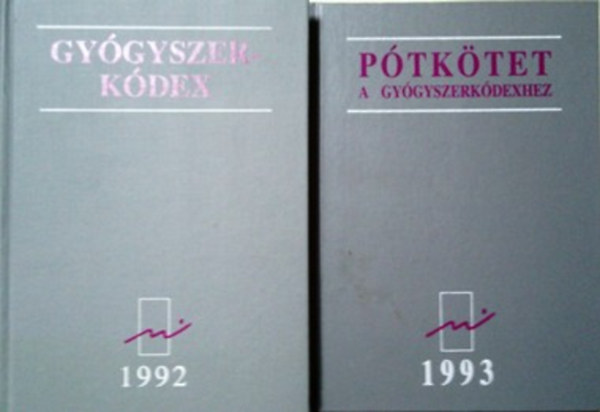 GYÓGYSZER-
KÓDEX
1992
PÓTKÖTET
A GYÓGYSZERKÓDEXHEZ
1993